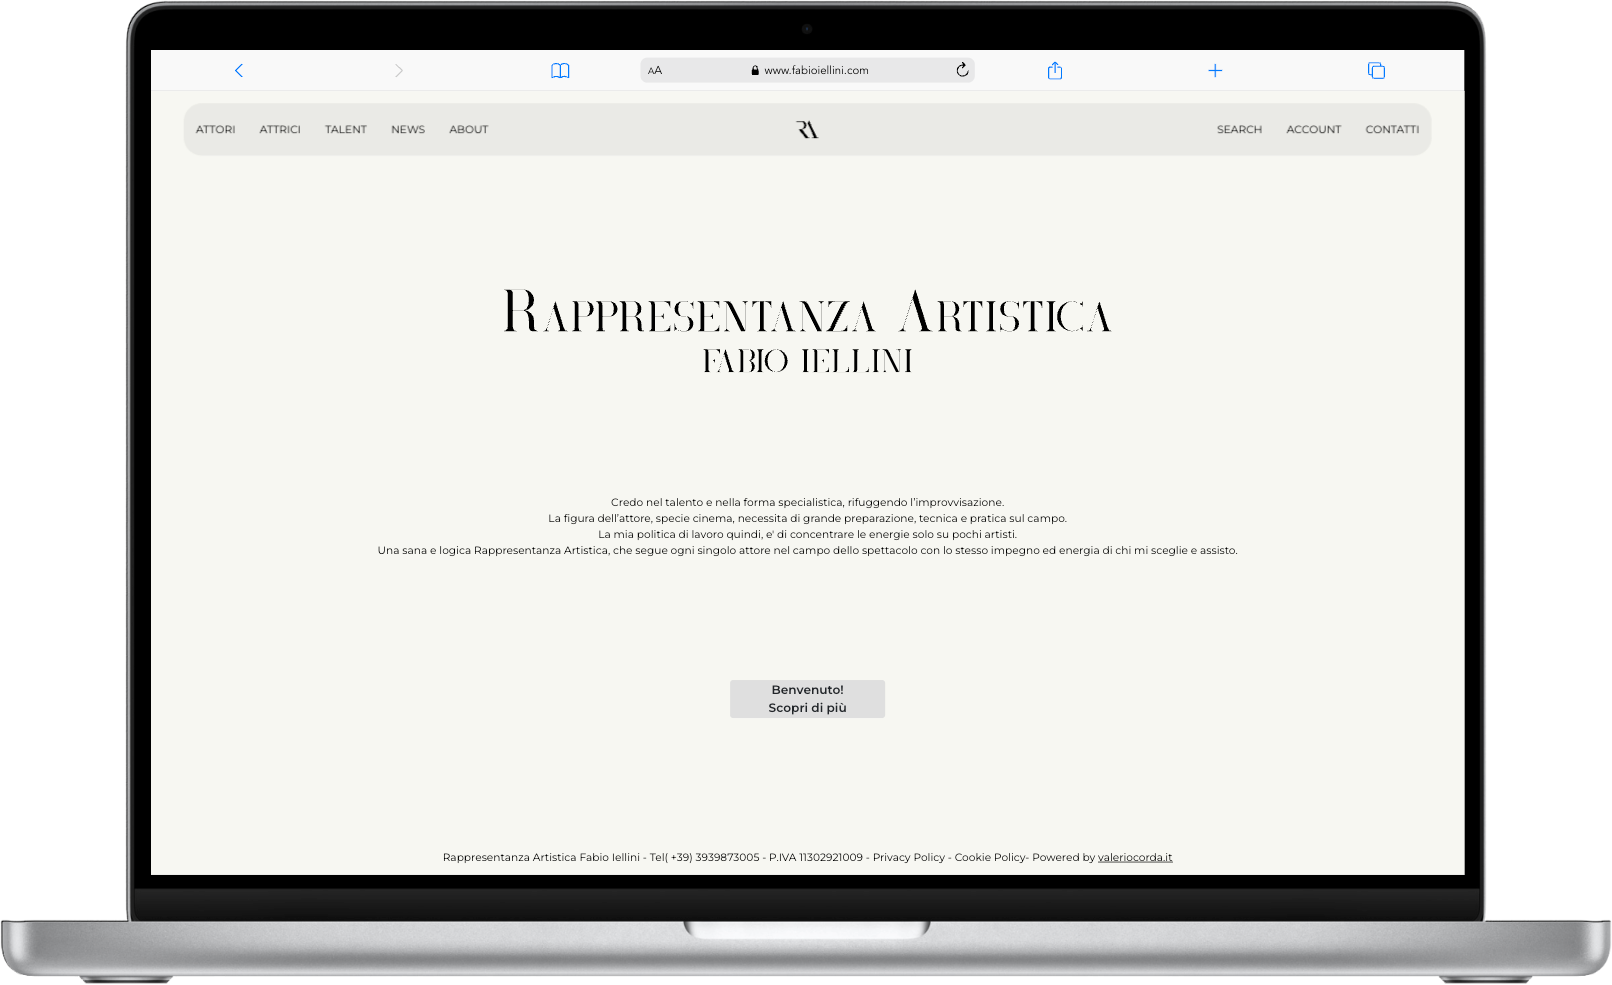 AA www.fabioiellini.com
ATTORI ATTRICI TALENT NEWS ABOUT RA SEARCH ACCOUNT CONTATTI
Rappresentanza Artistica
FABIO IELLINI
Credo nel talento e nella forma specialistica, rifuggendo l'improvvisazione.
La figura dell'attore, specie cinema, necessita di grande preparazione, tecnica e pratica sul campo.
La mia politica di lavoro quindi, e' di concentrare le energie solo su pochi artisti.
Una sana e logica Rappresentanza Artistica, che segue ogni singolo attore nel campo dello spettacolo con lo stesso impegno ed energia di chi mi sceglie e assisto.
Benvenuto!
Scopri di più
Rappresentanza Artistica Fabio Iellini - Tel( +39) 3939873005 - P.IVA 11302921009 - Privacy Policy - Cookie Policy- Powered by valeriocorda.it